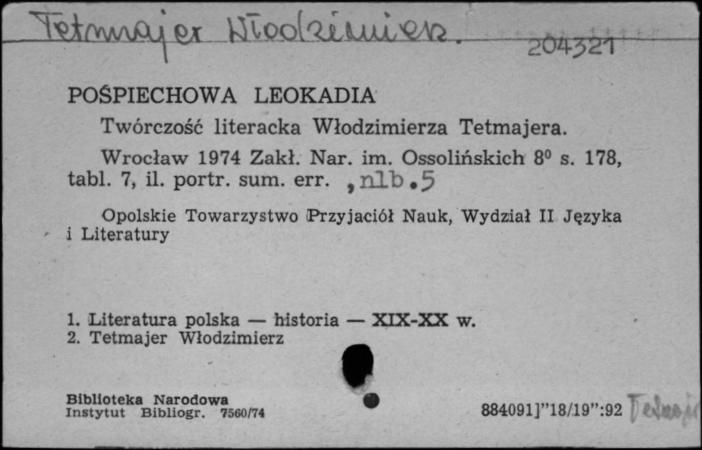 Tetmajer Włodzimierz.
204321
POŚPIECHOWA LEOKADIA
Twórczość literacka Włodzimierza Tetmajera.
Wrocław 1974 Zakł. Nar. im. Ossolińskich 8⁰ s. 178,
tabl. 7, il. portr. sum. err. , nlb. 5
Opolskie Towarzystwo Przyjaciół Nauk, Wydział II Języka
i Literatury
1. Literatura polska — historia — XIX-XX w.
2. Tetmajer Włodzimierz
Biblioteka Narodowa
Instytut Bibliogr. 7560/74
884091]"18/19":92 Tetmajer